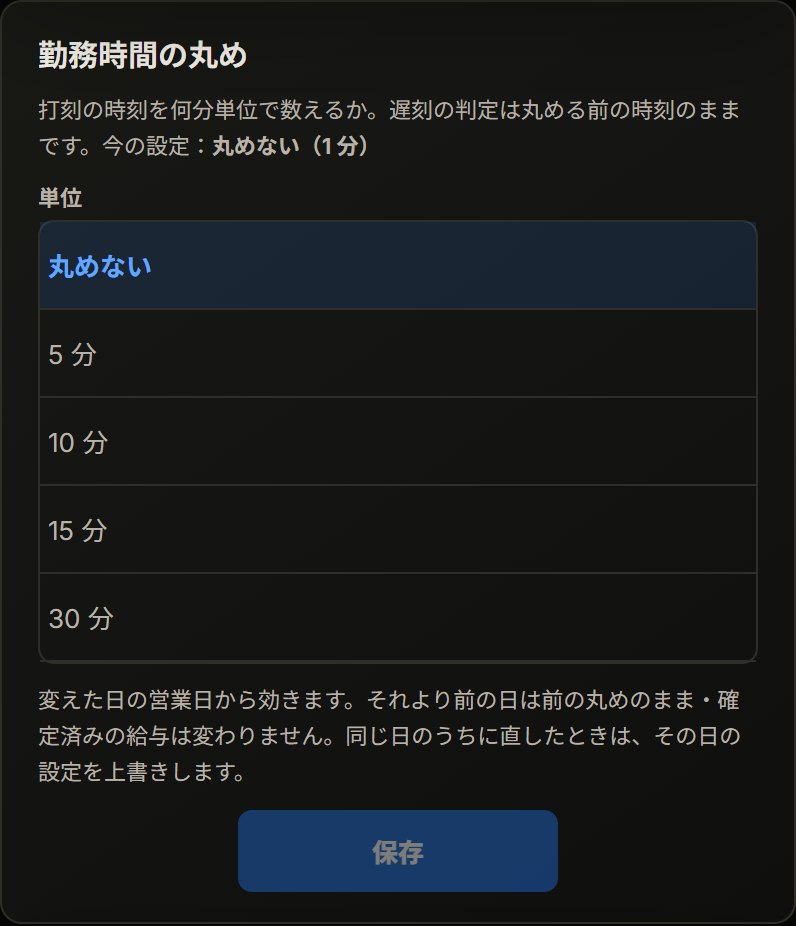 勤務時間の丸め
打刻の時刻を何分単位で数えるか。遅刻の判定は丸める前の時刻のまま
です。今の設定：丸めない（1 分）
単位
丸めない
5 分
10 分
15 分
30 分
変えた日の営業日から効きます。それより前の日は前の丸めのまま・確
定済みの給与は変わりません。同じ日のうちに直したときは、その日の
設定を上書きします。
保存